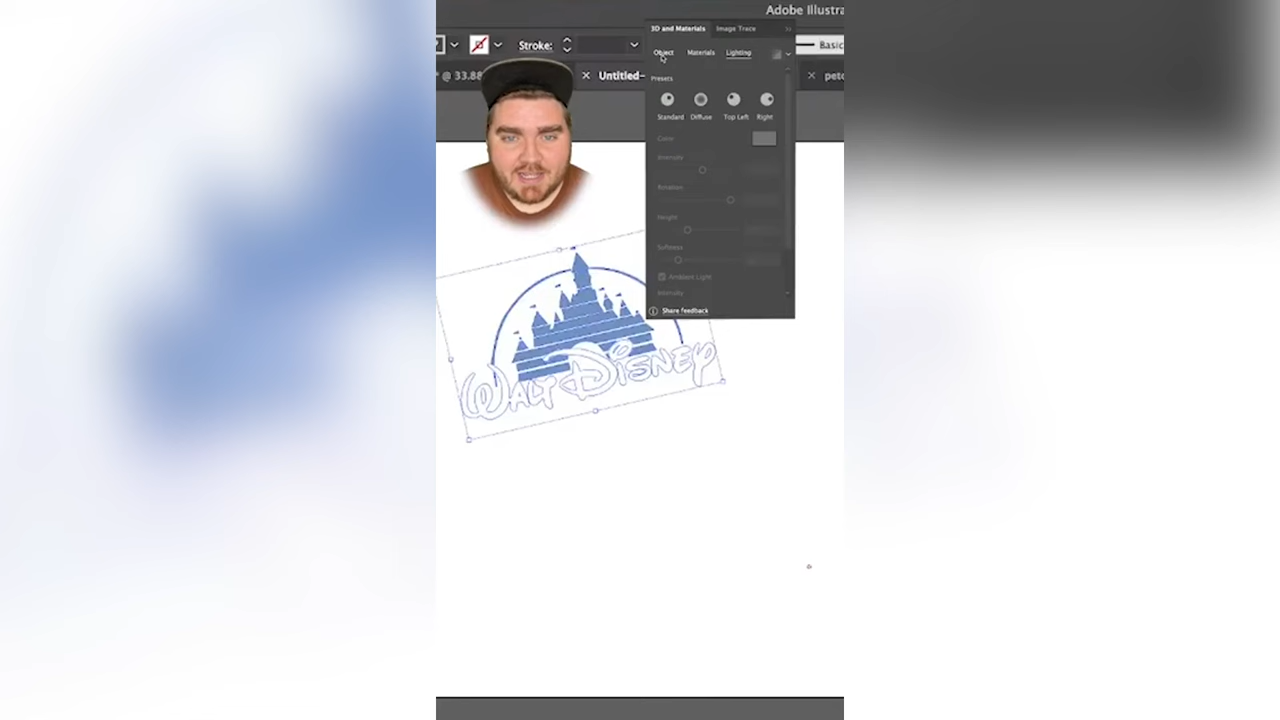 Adobe Illustra
3D and Materials Image Trace
Stroke:
Basic
Object Materials Lighting
@ 33.88
Untitled-
Presets
Standard Diffuse Top Left Right
Color
Intensity
Rotation
Height
Softness
Ambient Light
Intensity
Share feedback
WALT DISNEY